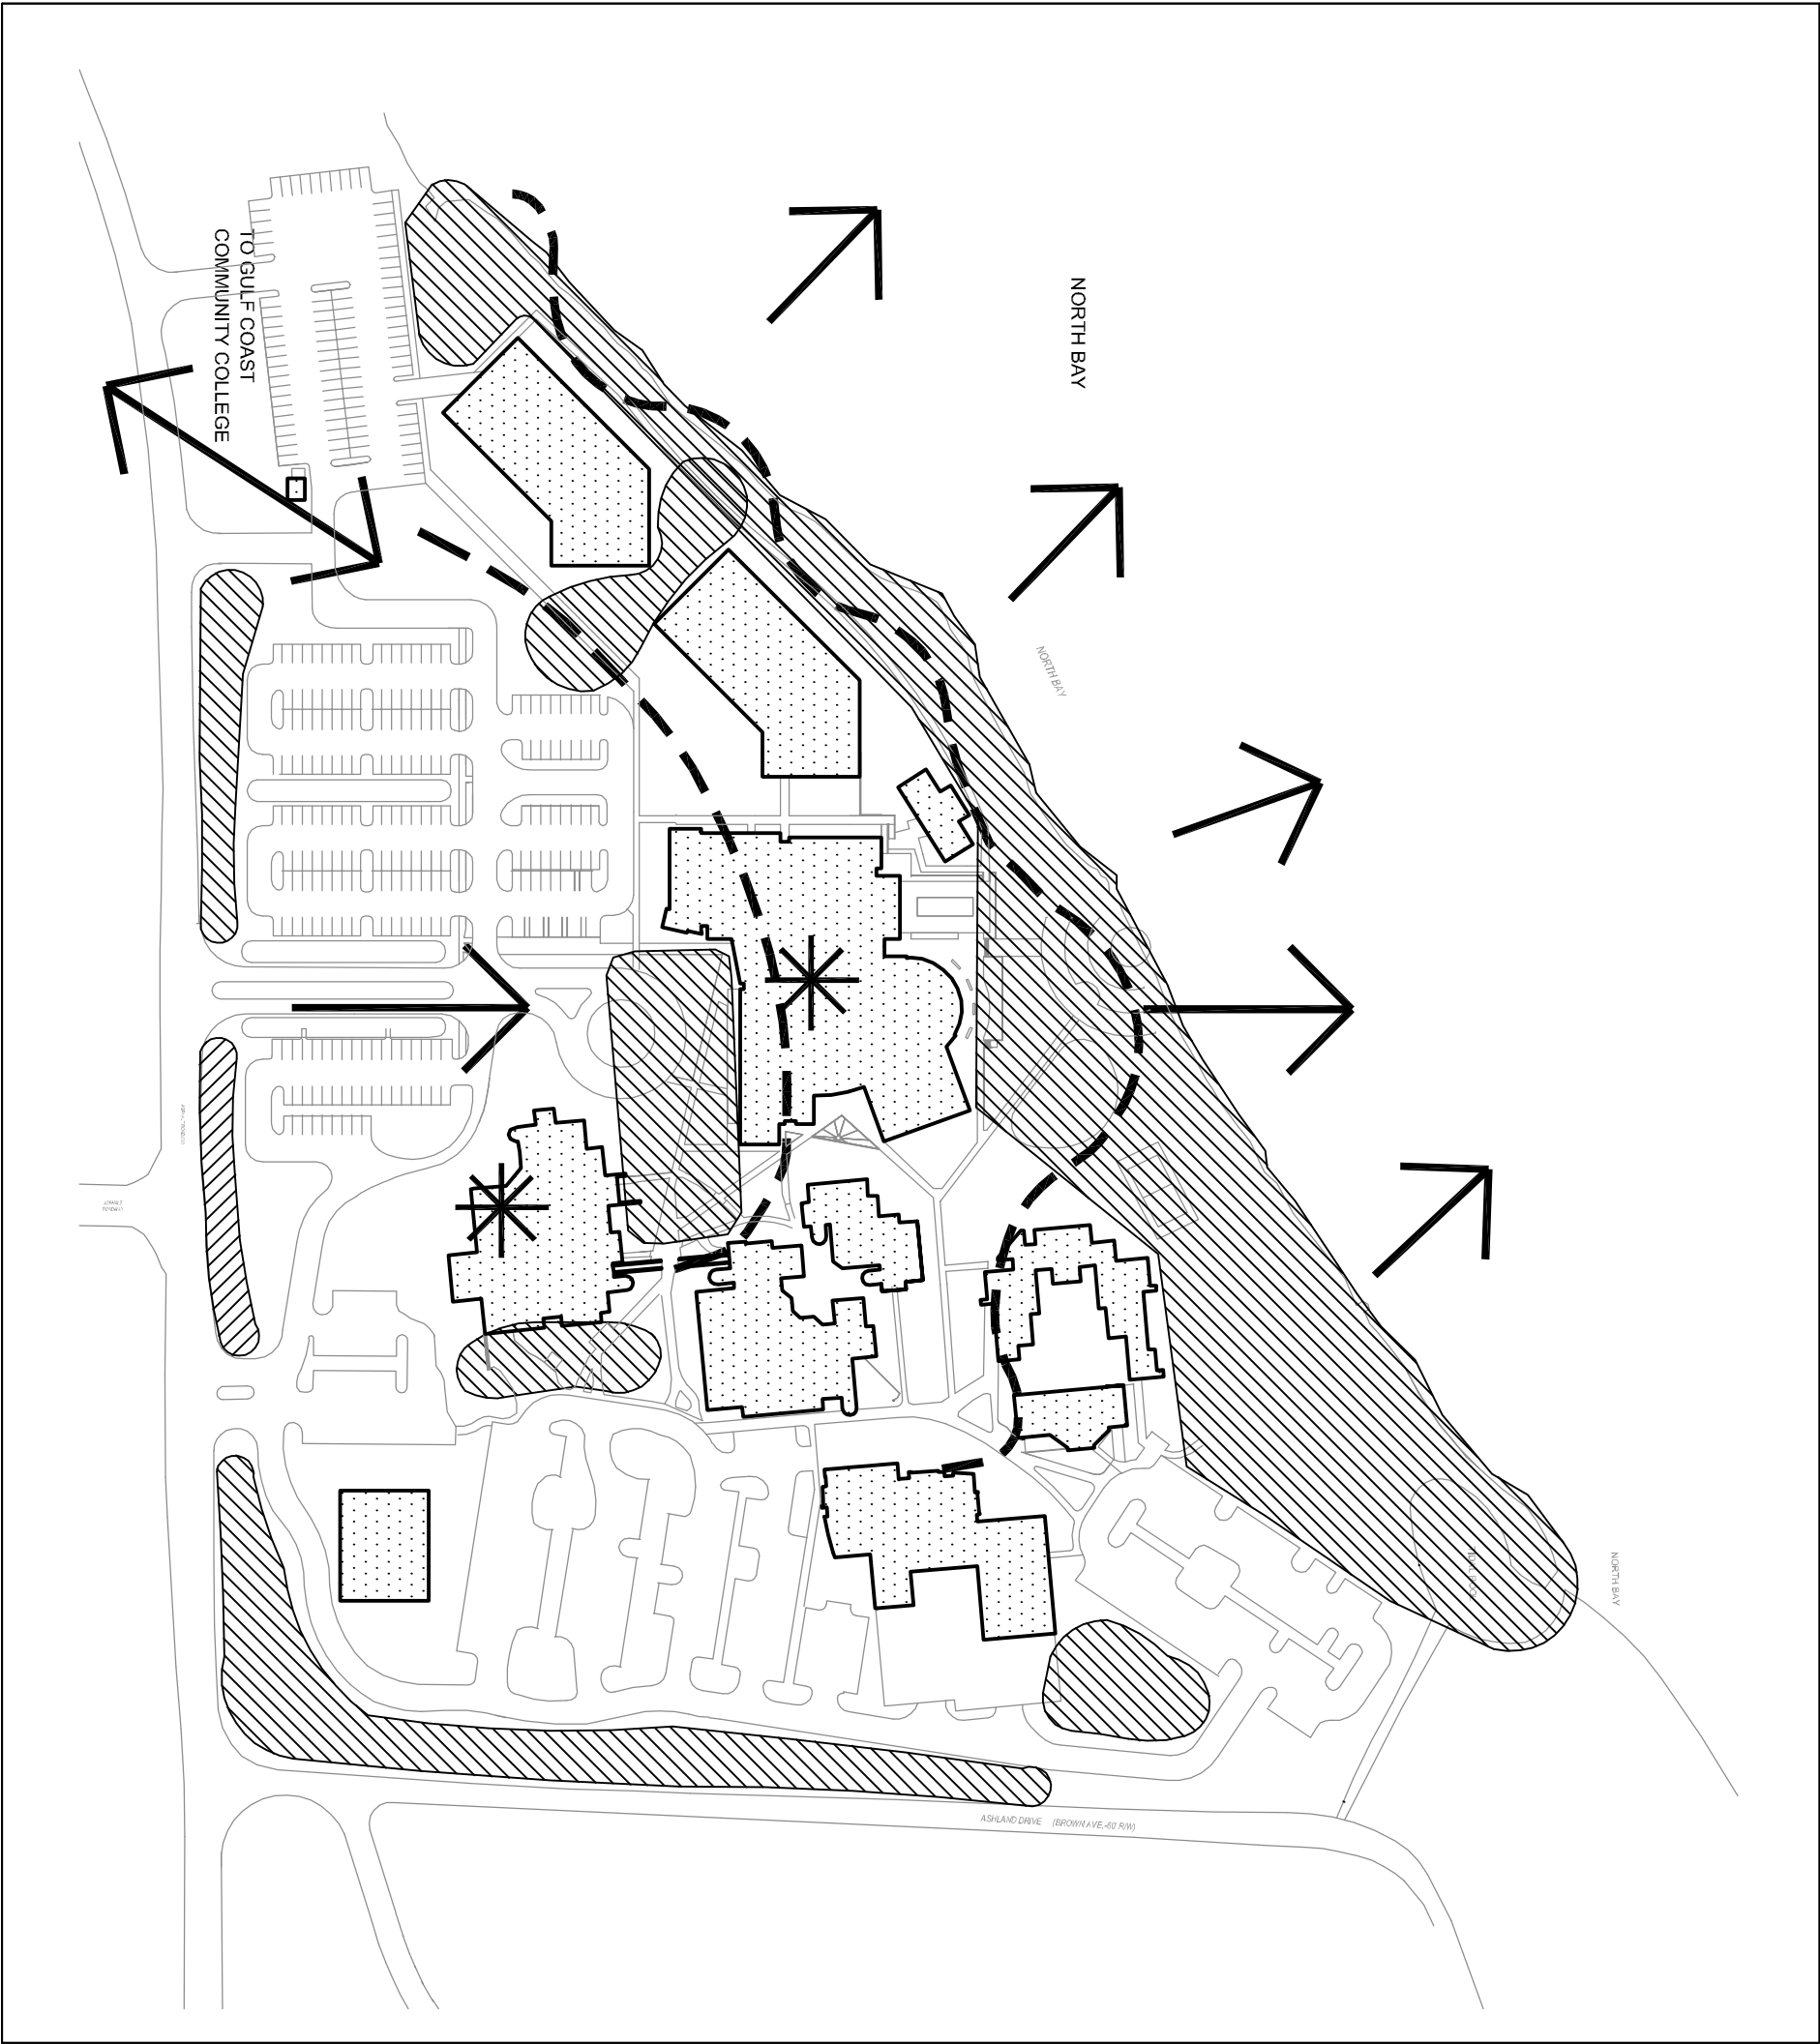 TO GULF COAST
COMMUNITY COLLEGE
NORTH BAY
NORTH BAY
NORTH BAY
ASHLAND DRIVE (BROWN AVE.-60' R/W)